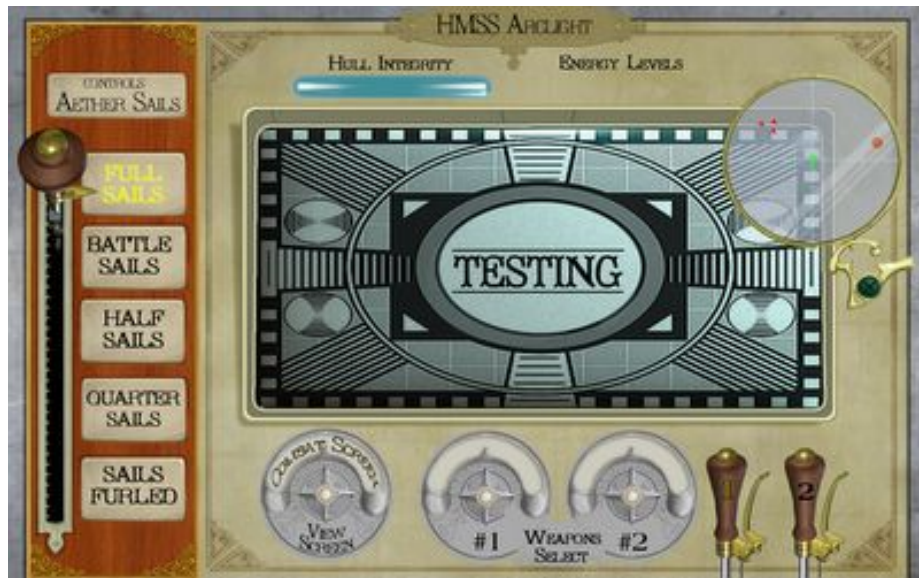 HMSS Arclight
Hull Integrity
Energy Levels
Controls
Aether Sails
FULL
SAILS
BATTLE
SAILS
HALF
SAILS
QUARTER
SAILS
SAILS
FURLED
TESTING
Combat Screen
View
Screen
#1
Weapons
Select
#2
1
2